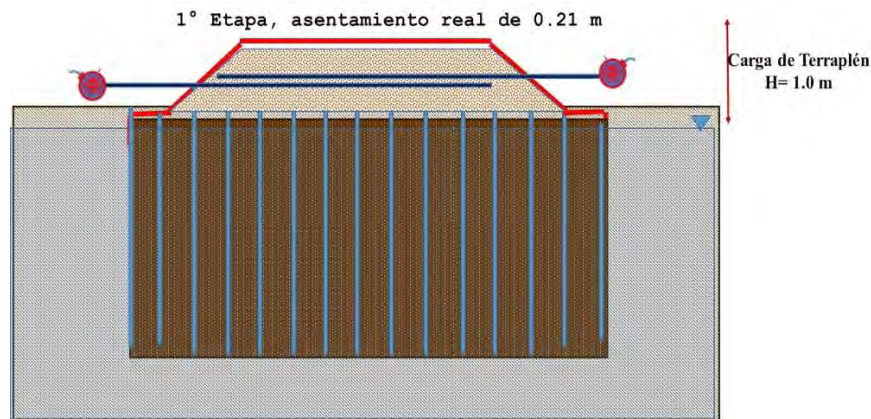 1° Etapa, asentamiento real de 0.21 m
Carga de Terraplén
H= 1.0 m